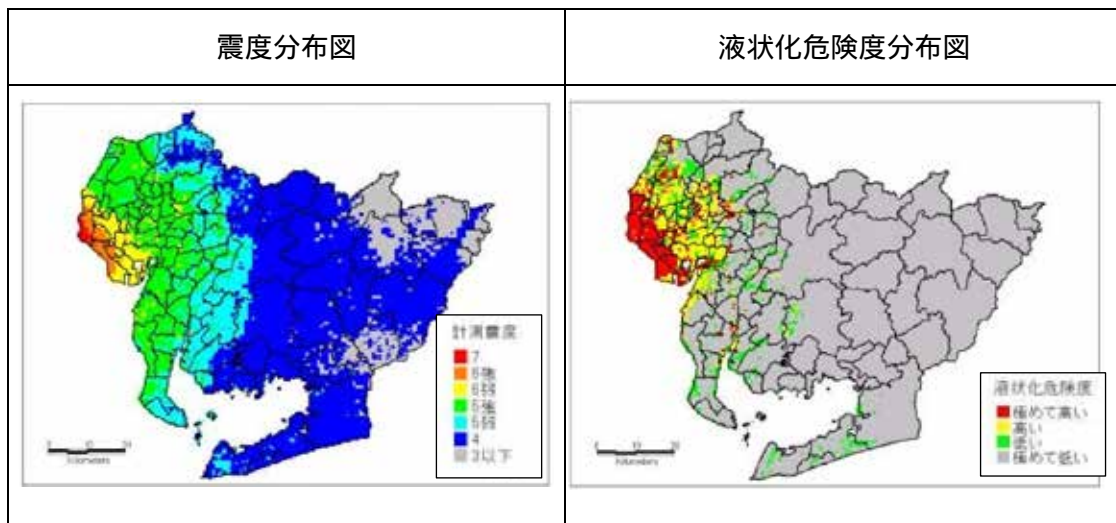 震度分布図
液状化危険度分布図
計測震度
7
6強
6弱
5強
5弱
4
3以下
kilometers
液状化危険度
極めて高い
高い
低い
極めて低い
kilometers